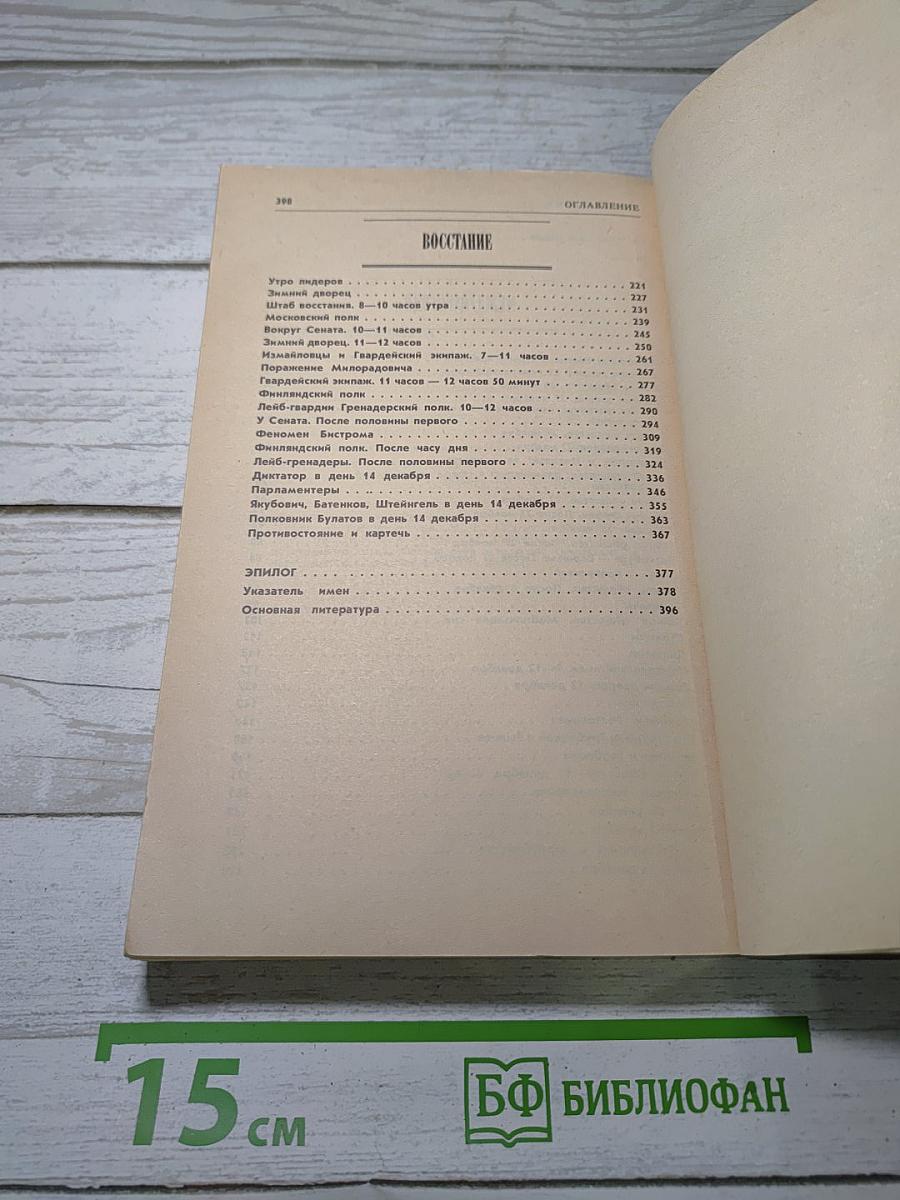 398 ОГЛАВЛЕНИЕ
ВОССТАНИЕ
Утро лидеров . . . . . . . . . . 221
Зимний дворец . . . . . . . . . . 227
Штаб восстания. 8—10 часов утра . . . . . . . . . . 231
Московский полк . . . . . . . . . . 239
Вокруг Сената. 10—11 часов . . . . . . . . . . 245
Зимний дворец. 11—12 часов . . . . . . . . . . 250
Измайловцы и Гвардейский экипаж. 7—11 часов . . . . . . . . . . 261
Поражение Милорадовича . . . . . . . . . . 267
Гвардейский экипаж. 11 часов — 12 часов 50 минут . . . . . . . . . . 277
Финляндский полк . . . . . . . . . . 282
Лейб-гвардии Гренадерский полк. 10—12 часов . . . . . . . . . . 290
У Сената. После половины первого . . . . . . . . . . 294
Феномен Бистрома . . . . . . . . . . 309
Финляндский полк. После часу дня . . . . . . . . . . 319
Лейб-гренадеры. После половины первого . . . . . . . . . . 324
Диктатор в день 14 декабря . . . . . . . . . . 336
Парламентеры . . . . . . . . . . 346
Якубович, Батенков, Штейнгель в день 14 декабря . . . . . . . . . . 355
Полковник Булатов в день 14 декабря . . . . . . . . . . 363
Противостояние и картечь . . . . . . . . . . 367
ЭПИЛОГ . . . . . . . . . . 377
Указатель имен . . . . . . . . . . 378
Основная литература . . . . . . . . . . 396
15 см БФ БИБЛИОФАН